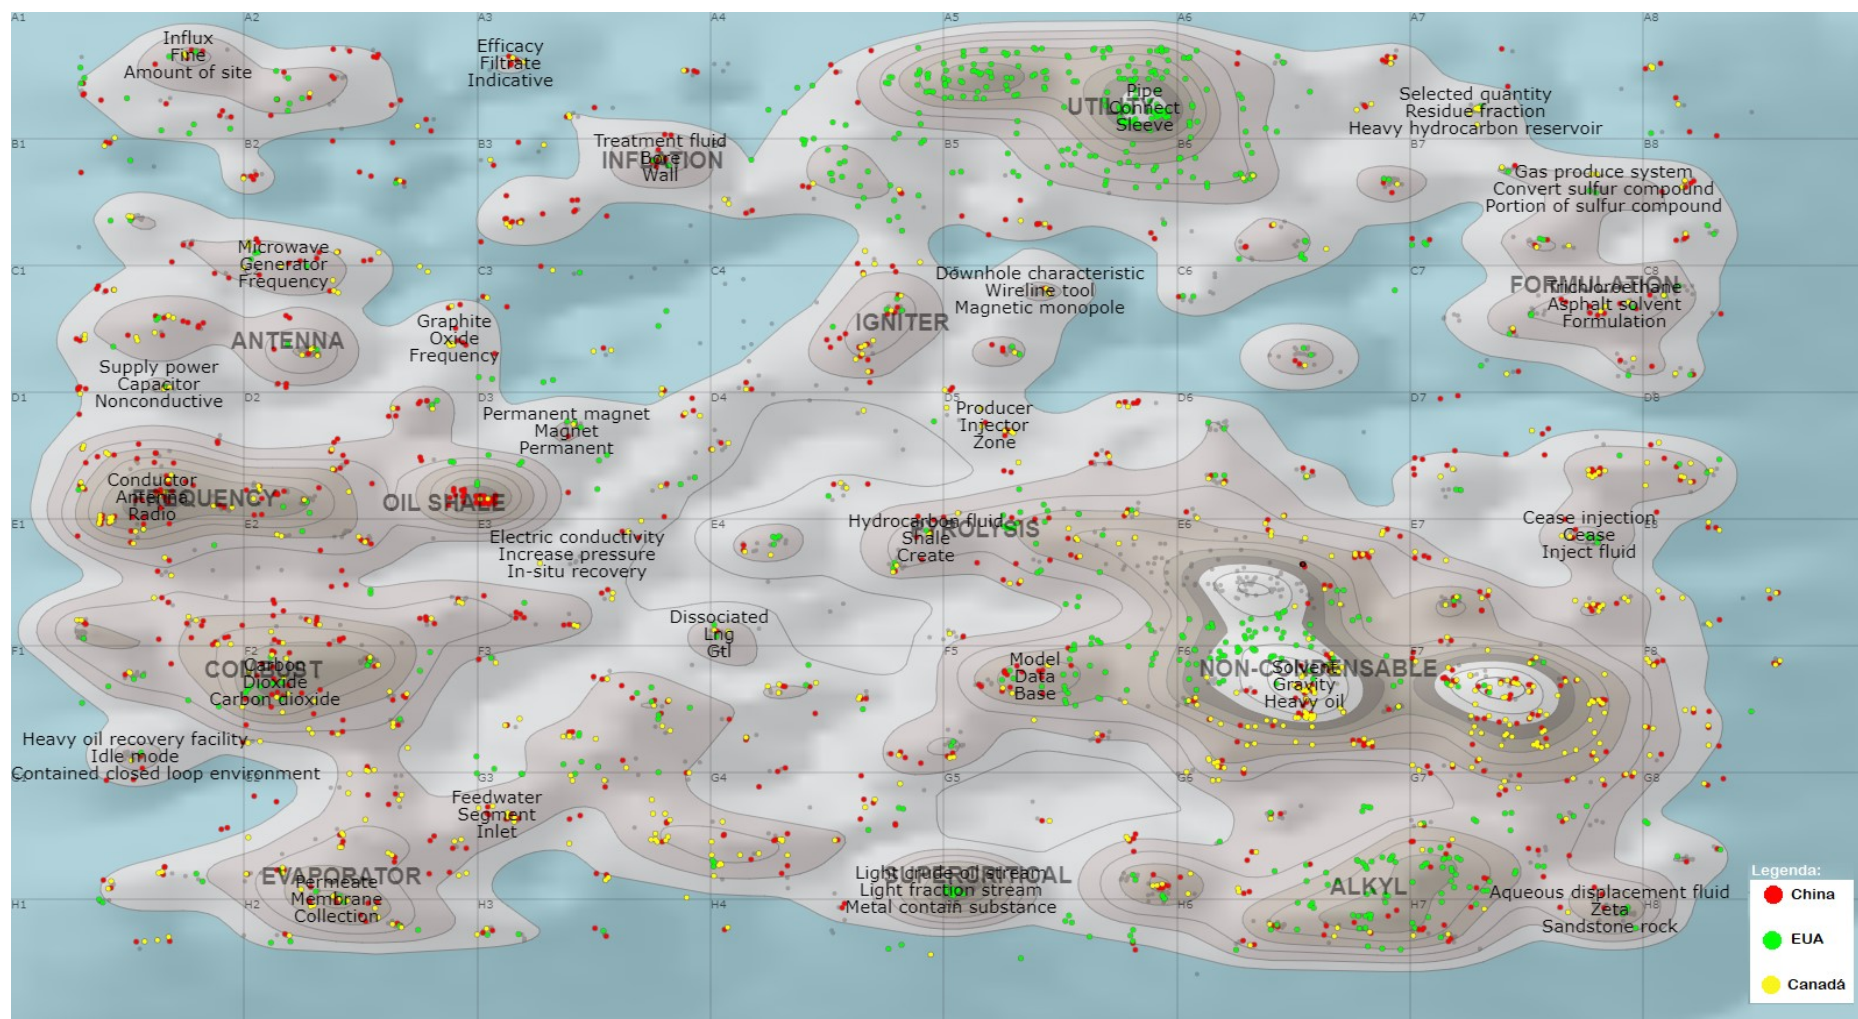 A1
A2
A3
A4
A5
A6
A7
A8
Influx
Fine
Amount of site
Efficacy
Filtrate
Indicative
UTILITY
Pipe
Connect
Sleeve
Selected quantity
Residue fraction
Heavy hydrocarbon reservoir
B1
B2
B3
B5
B6
B7
B8
INFLATION
Treatment fluid
Bore
Wall
Gas produce system
Convert sulfur compound
Portion of sulfur compound
Microwave
Generator
Frequency
C1
C3
C4
C6
C7
C8
Downhole characteristic
Wireline tool
Magnetic monopole
FORMULATION
Trichloroethane
Asphalt solvent
Formulation
IGNITER
ANTENNA
Graphite
Oxide
Frequency
Supply power
Capacitor
Nonconductive
D1
D2
D3
D4
D5
D6
D7
D8
Permanent magnet
Magnet
Permanent
Producer
Injector
Zone
FREQUENCY
Conductor
Antenna
Radio
OIL SHALE
E1
E2
E3
E4
E6
E7
E8
Electric conductivity
Increase pressure
In-situ recovery
PYROLYSIS
Hydrocarbon fluid
Shale
Create
Cease injection
Cease
Inject fluid
Dissociated
Lng
Gtl
F1
F2
F3
F5
F6
F7
F8
COMBUST
Carbon
Dioxide
Carbon dioxide
Model
Data
Base
NON-CONDENSABLE
Solvent
Gravity
Heavy oil
Heavy oil recovery facility
Idle mode
Contained closed loop environment
G1
G2
G3
G4
G5
G6
G7
G8
Feedwater
Segment
Inlet
EVAPORATOR
Permeate
Membrane
Collection
SUPERCRITICAL
Light crude oil stream
Light fraction stream
Metal contain substance
ALKYL
Aqueous displacement fluid
Zeta
Sandstone rock
H1
H2
H3
H4
H6
H7
H8
Legenda:
China
EUA
Canadá